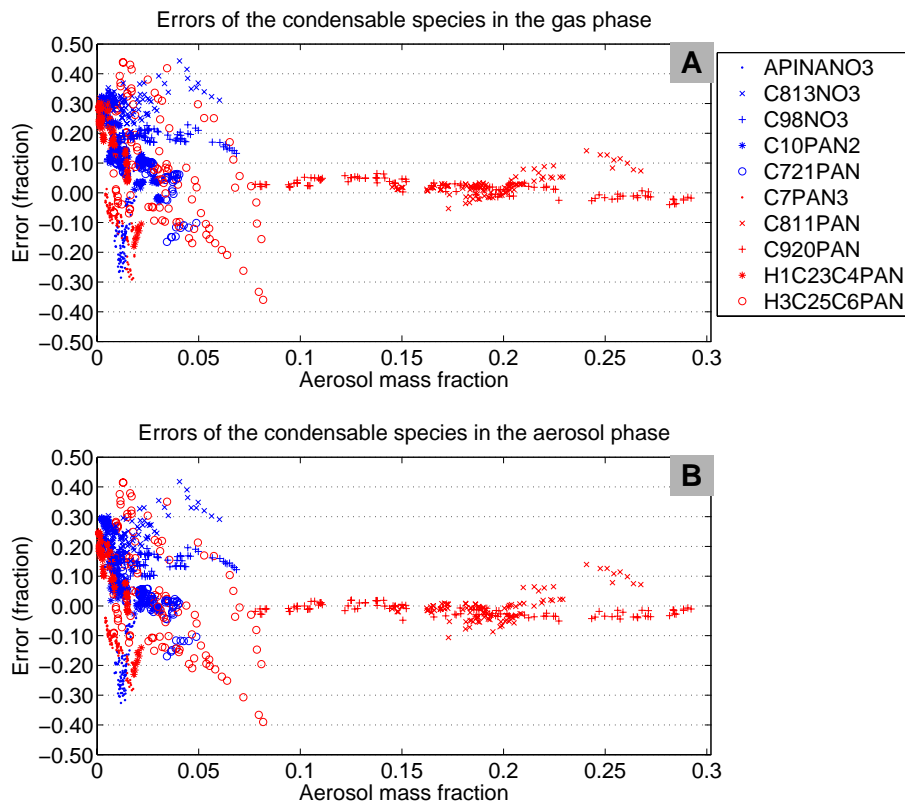 Errors of the condensable species in the gas phase
A
0.50
0.40
0.30
0.20
0.10
0.00
−0.10
−0.20
−0.30
−0.40
−0.50
Error (fraction)
0 0.05 0.1 0.15 0.2 0.25 0.3
Aerosol mass fraction
APINANO3
C813NO3
C98NO3
C10PAN2
C721PAN
C7PAN3
C811PAN
C920PAN
H1C23C4PAN
H3C25C6PAN
Errors of the condensable species in the aerosol phase
B
0.50
0.40
0.30
0.20
0.10
0.00
−0.10
−0.20
−0.30
−0.40
−0.50
Error (fraction)
0 0.05 0.1 0.15 0.2 0.25 0.3
Aerosol mass fraction